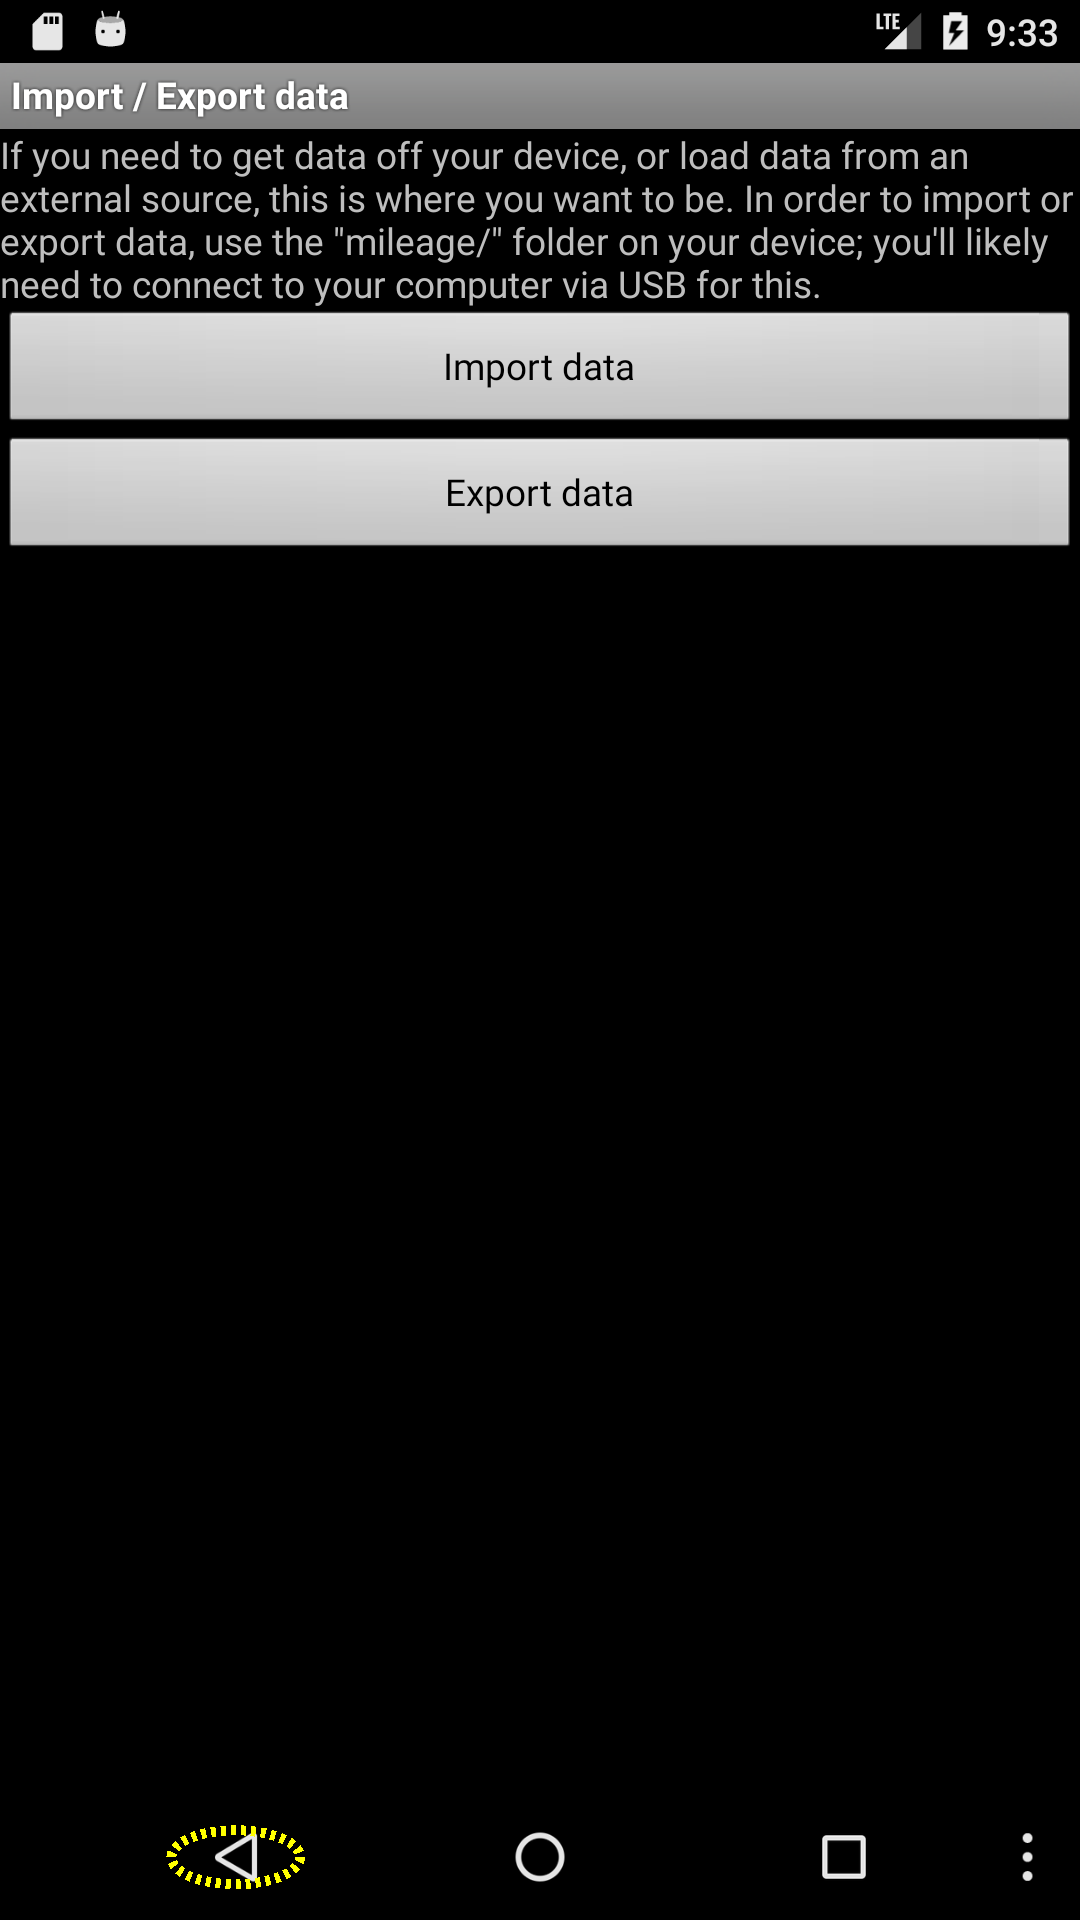 LTE 9:33
Import / Export data
If you need to get data off your device, or load data from an
external source, this is where you want to be. In order to import or
export data, use the "mileage/" folder on your device; you'll likely
need to connect to your computer via USB for this.
Import data
Export data